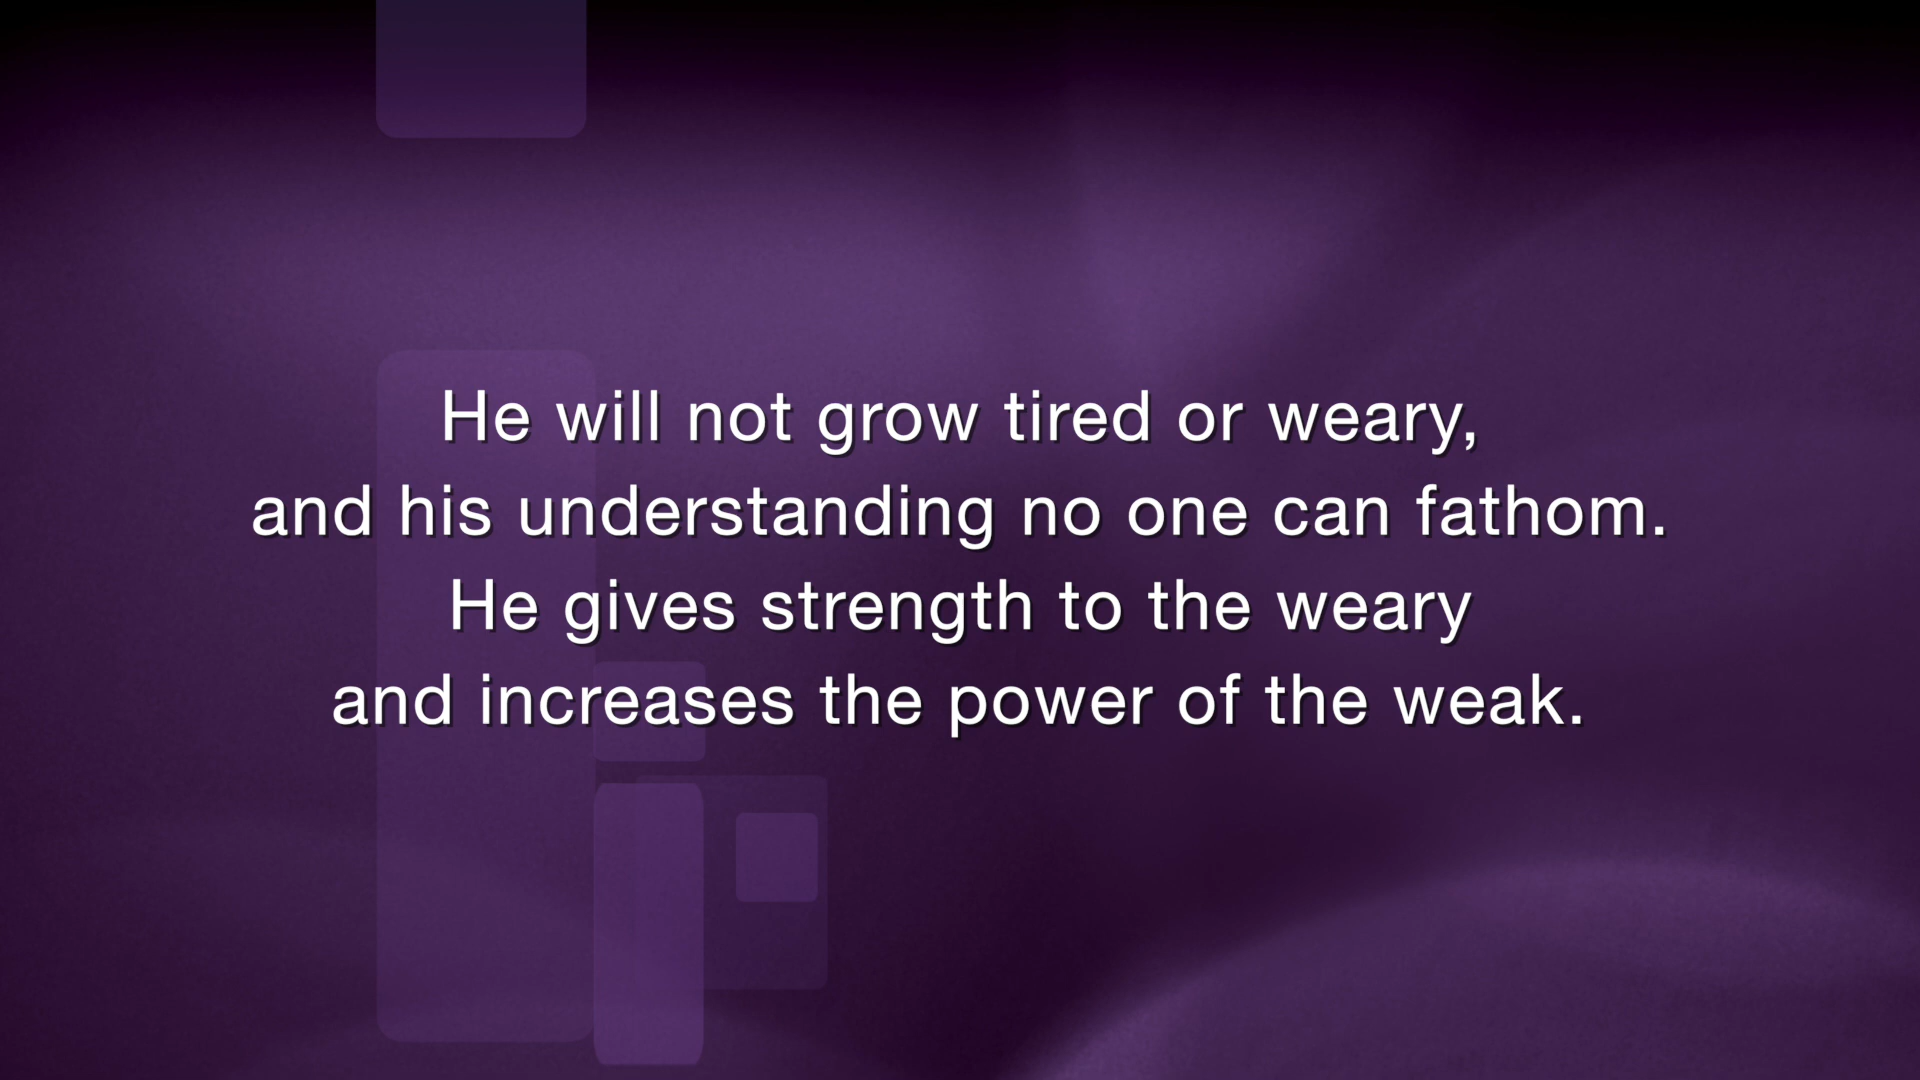 He will not grow tired or weary,
and his understanding no one can fathom.
He gives strength to the weary
and increases the power of the weak.